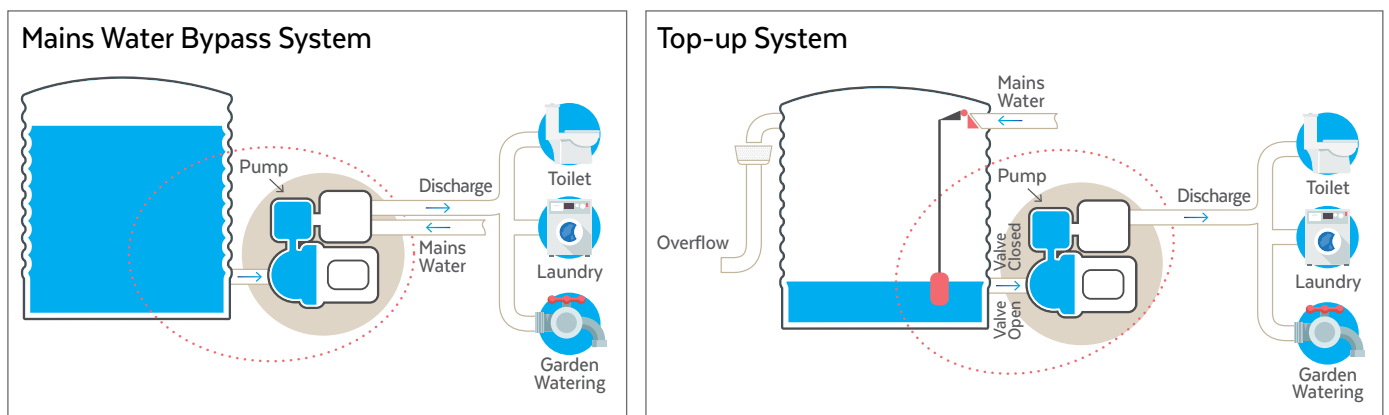 Mains Water Bypass System
Pump
Discharge
Mains
Water
Toilet
Laundry
Garden
Watering
Top-up System
Mains
Water
Overflow
Pump
Valve
Closed
Valve
Open
Discharge
Toilet
Laundry
Garden
Watering